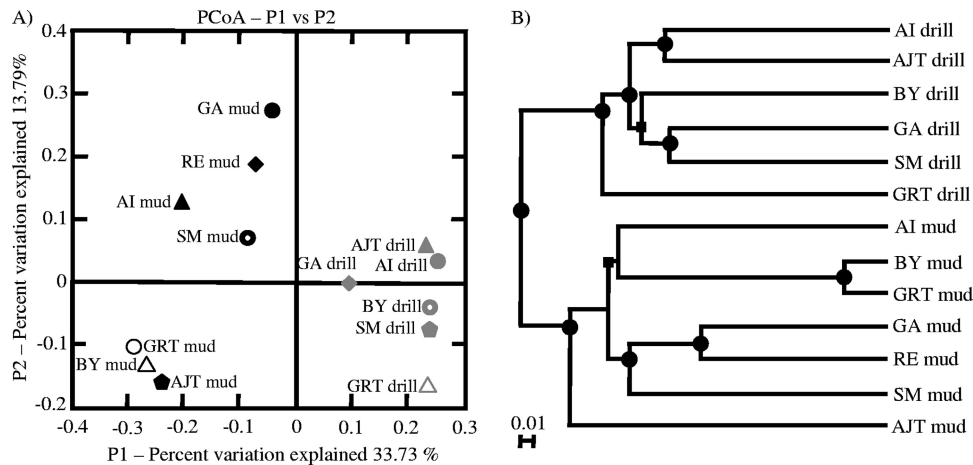 A)
PCoA – P1 vs P2
P2 – Percent variation explained 13.79%
0.4
0.3
0.2
0.1
0
-0.1
-0.2
GA mud
RE mud
AI mud
SM mud
AJT drill
GA drill
AI drill
BY drill
SM drill
GRT mud
BY mud
AJT mud
GRT drill
-0.4
-0.3
-0.2
-0.1
0
0.1
0.2
0.3
P1 – Percent variation explained 33.73 %
B)
AI drill
AJT drill
BY drill
GA drill
SM drill
GRT drill
AI mud
BY mud
GRT mud
GA mud
RE mud
SM mud
AJT mud
0.01